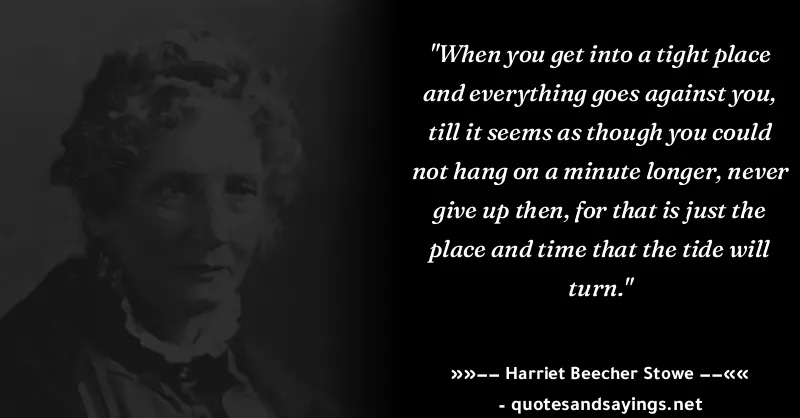 "When you get into a tight place
and everything goes against you,
till it seems as though you could
not hang on a minute longer, never
give up then, for that is just the
place and time that the tide will
turn."
»»−− Harriet Beecher Stowe −−««
- quotesandsayings.net